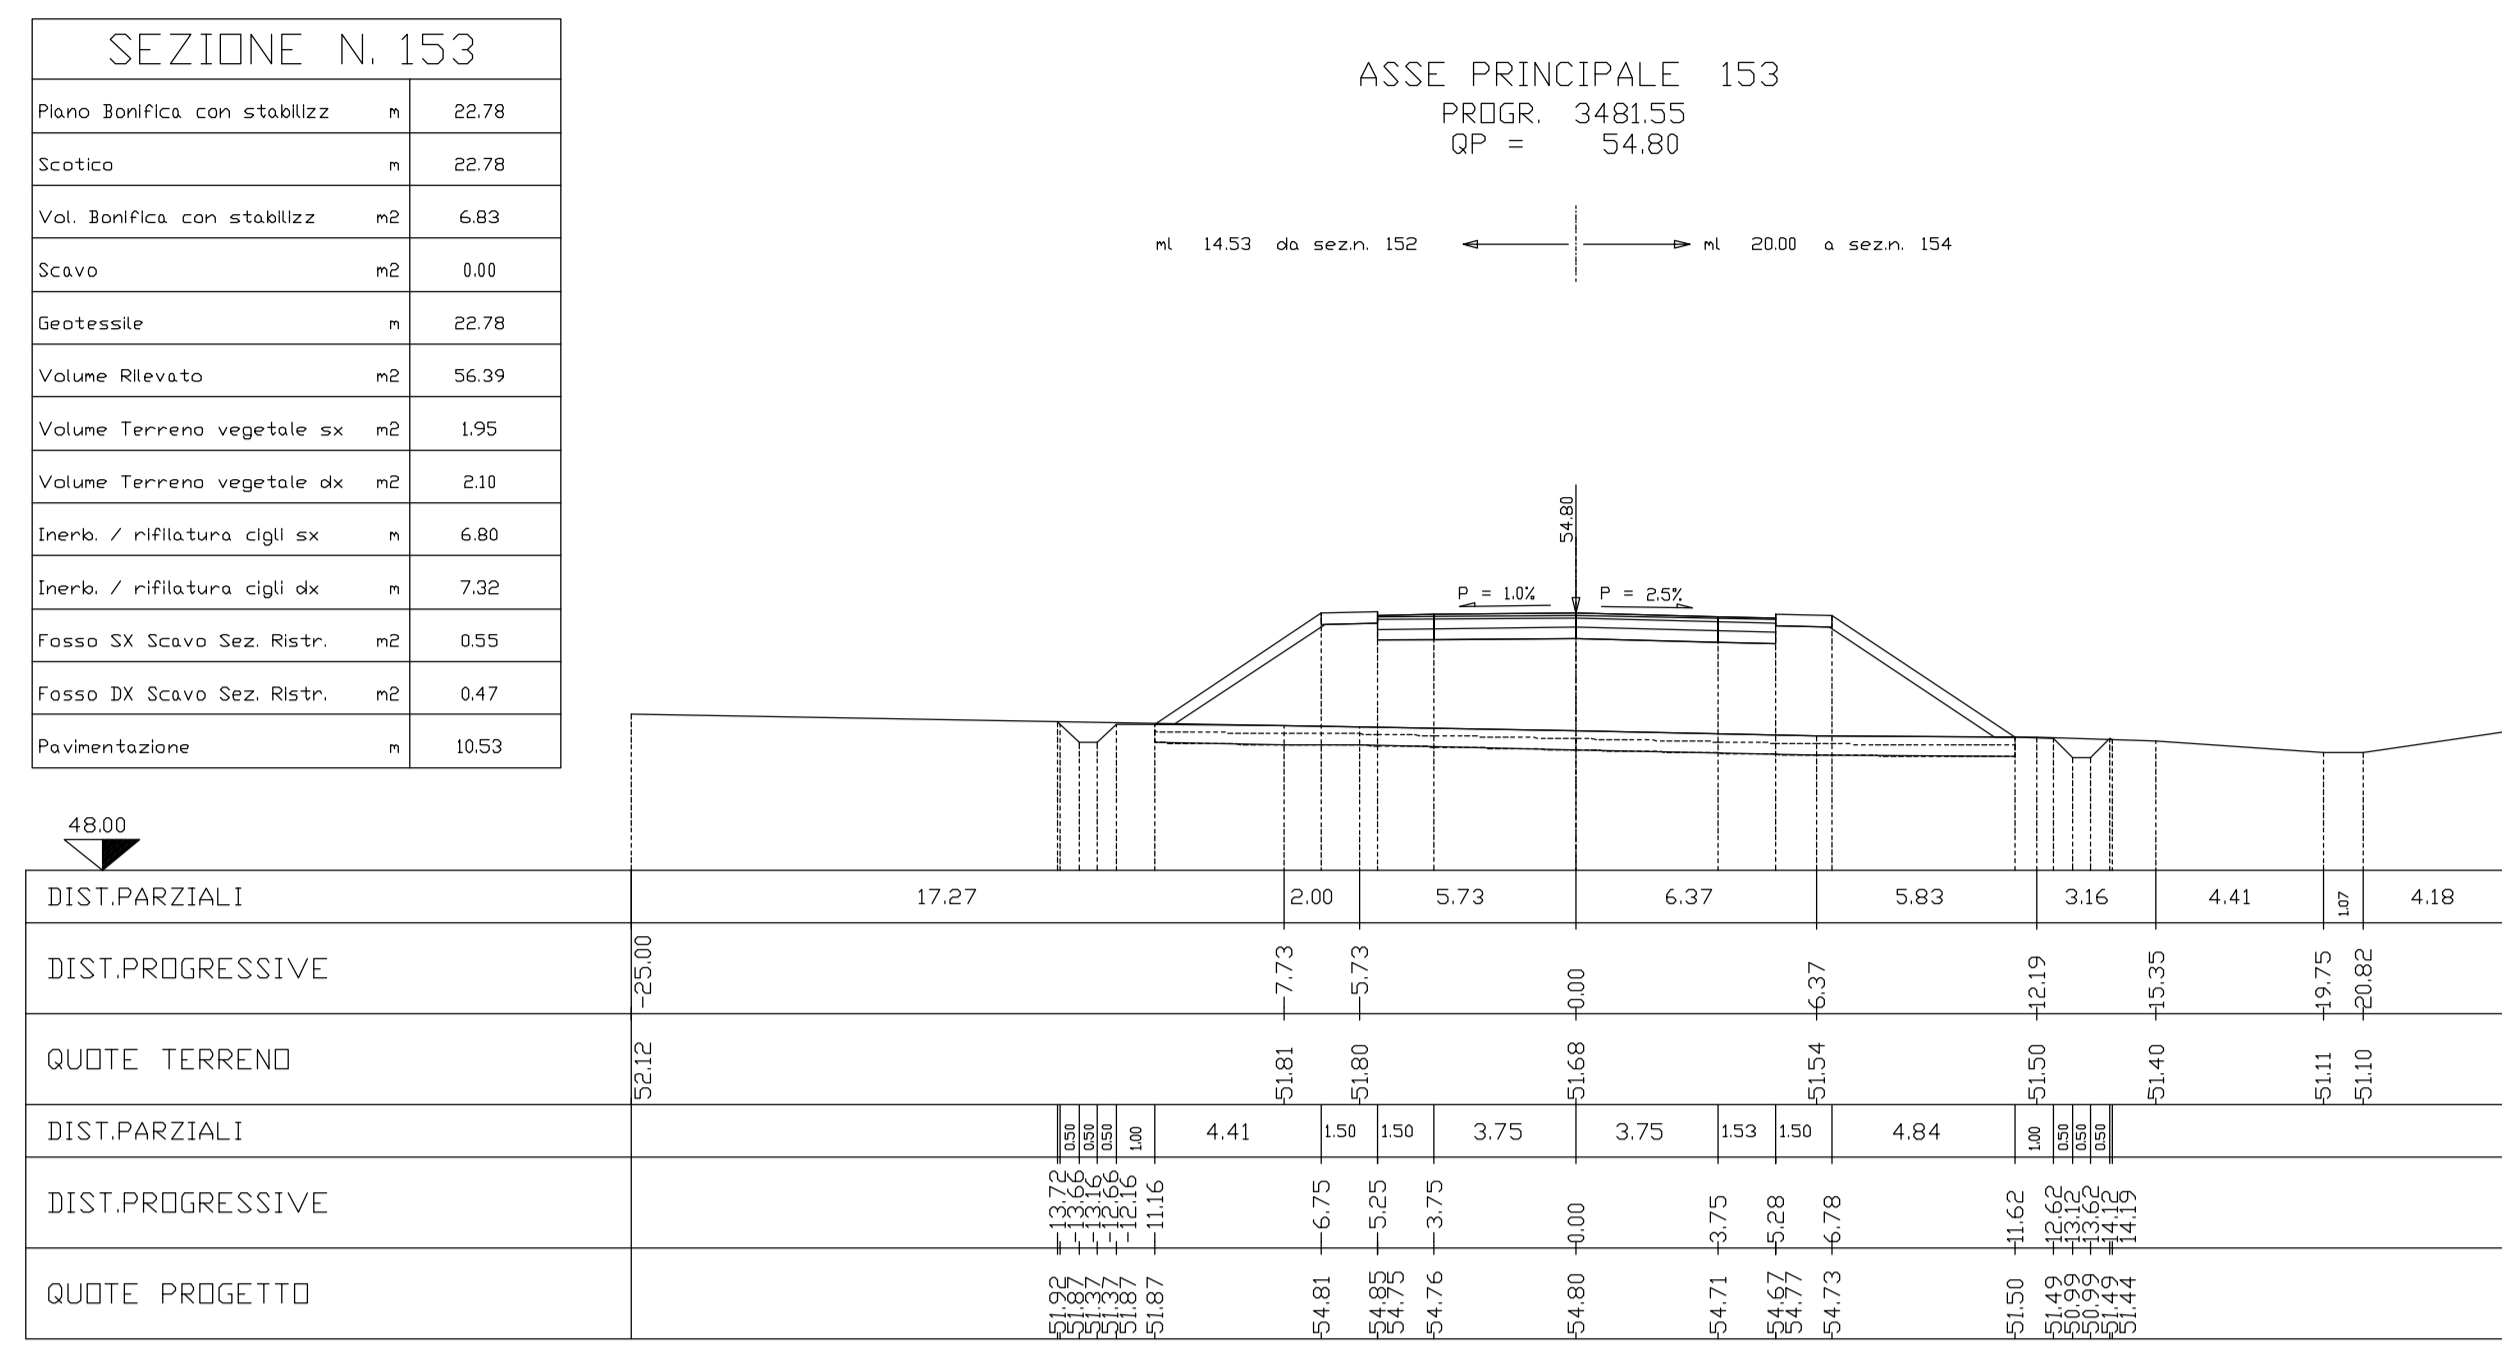 SEZIONE N. 153
Piano Bonifica con stabilizz m 22.78
Scotico m 22.78
Vol. Bonifica con stabilizz m2 6.83
Scavo m2 0.00
Geotessile m 22.78
Volume Rilevato m2 56.39
Volume Terreno vegetale sx m2 1.95
Volume Terreno vegetale dx m2 2.10
Inerb. / rifilatura cigli sx m 6.80
Inerb. / rifilatura cigli dx m 7.32
Fosso SX Scavo Sez. Ristr. m2 0.55
Fosso DX Scavo Sez. Ristr. m2 0.47
Pavimentazione m 10.53
ASSE PRINCIPALE 153
PROGR. 3481.55
QP = 54.80
ml 14.53 da sez.n. 152
ml 20.00 a sez.n. 154
54.80
P = 1.0%
P = 2.5%
48.00
DIST.PARZIALI 17.27 2.00 5.73 6.37 5.83 3.16 4.41 1.07 4.18
DIST.PROGRESSIVE -25.00 -7.73 -5.73 0.00 6.37 12.19 15.35 19.75 20.82
QUOTE TERRENO 52.12 51.81 51.80 51.68 51.54 51.50 51.40 51.11 51.10
DIST.PARZIALI 0.50 0.50 0.50 1.00 4.41 1.50 1.50 3.75 3.75 1.53 1.50 4.84 1.00 0.50 0.50 0.50
DIST.PROGRESSIVE -13.72 -13.66 -13.16 -12.66 -12.16 -11.16 -6.75 -5.25 -3.75 0.00 3.75 5.28 6.78 11.62 12.62 13.12 13.62 14.12 14.19
QUOTE PROGETTO 51.92 51.87 51.37 51.37 51.87 51.87 54.81 54.85 54.75 54.76 54.80 54.71 54.67 54.77 54.73 51.50 51.49 50.99 50.99 51.49 51.44